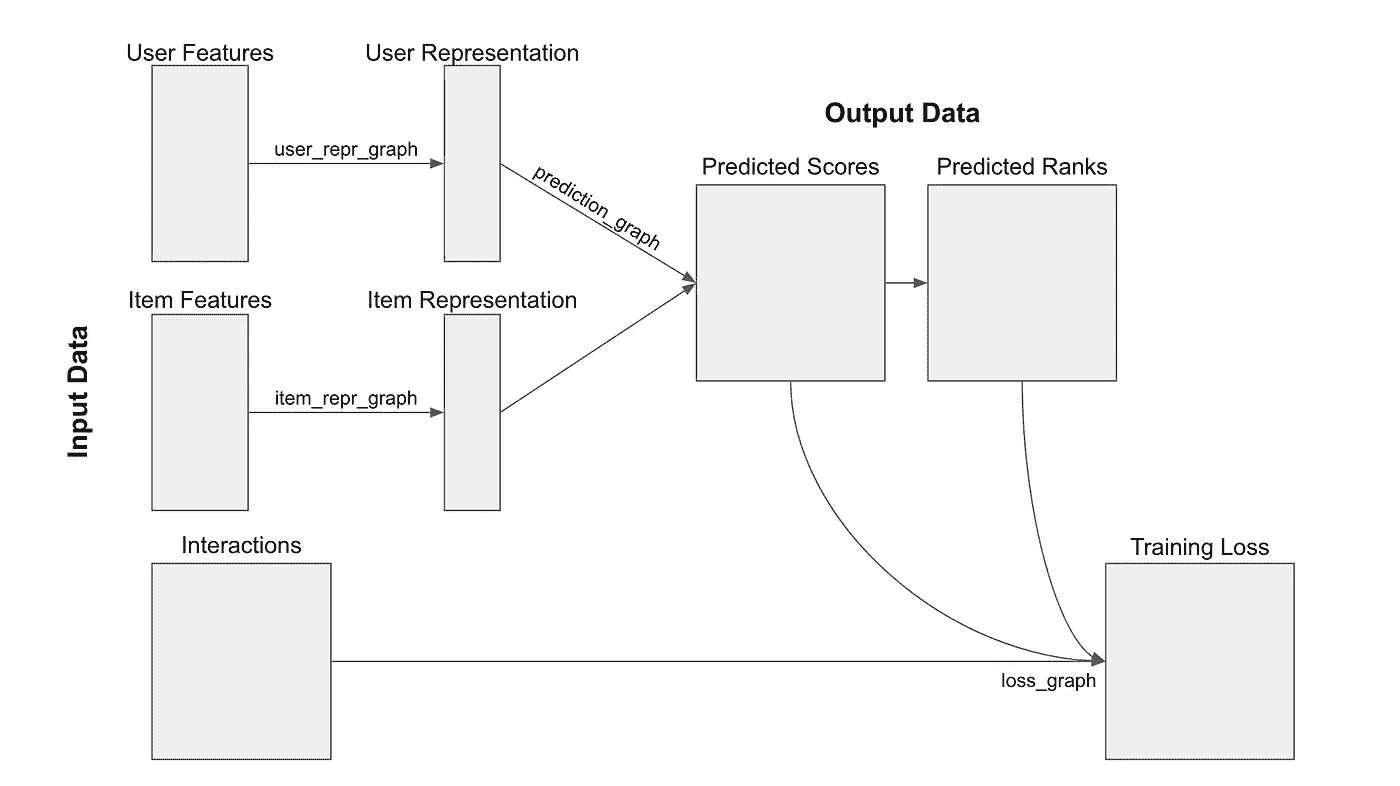 User Features
User Representation
Output Data
user_repr_graph
prediction_graph
Predicted Scores
Predicted Ranks
Item Features
Item Representation
Input Data
item_repr_graph
Interactions
Training Loss
loss_graph